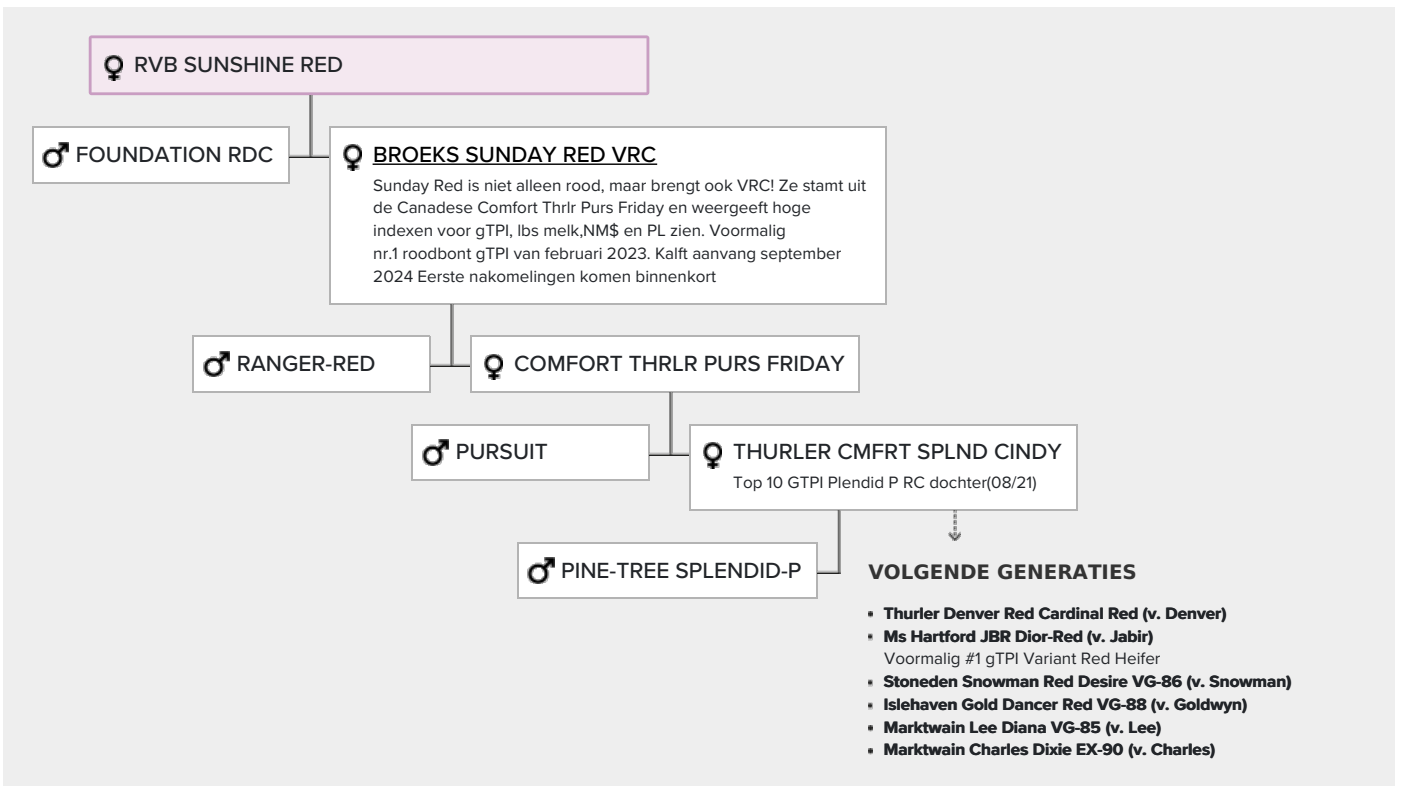 RVB SUNSHINE RED
FOUNDATION RDC
BROEKS SUNDAY RED VRC
Sunday Red is niet alleen rood, maar brengt ook VRC! Ze stamt uit
de Canadese Comfort Thrlr Purs Friday en weergeeft hoge
indexen voor gTPI, lbs melk,NM$ en PL zien. Voormalig
nr.1 roodbont gTPI van februari 2023. Kalft aanvang september
2024 Eerste nakomelingen komen binnenkort
RANGER-RED
COMFORT THRLR PURS FRIDAY
PURSUIT
THURLER CMFRT SPLND CINDY
Top 10 GTPI Plendid P RC dochter(08/21)
PINE-TREE SPLENDID-P
VOLGENDE GENERATIES
• Thurler Denver Red Cardinal Red (v. Denver)
• Ms Hartford JBR Dior-Red (v. Jabir)
Voormalig #1 gTPI Variant Red Heifer
• Stoneden Snowman Red Desire VG-86 (v. Snowman)
• Islehaven Gold Dancer Red VG-88 (v. Goldwyn)
• Marktwain Lee Diana VG-85 (v. Lee)
• Marktwain Charles Dixie EX-90 (v. Charles)